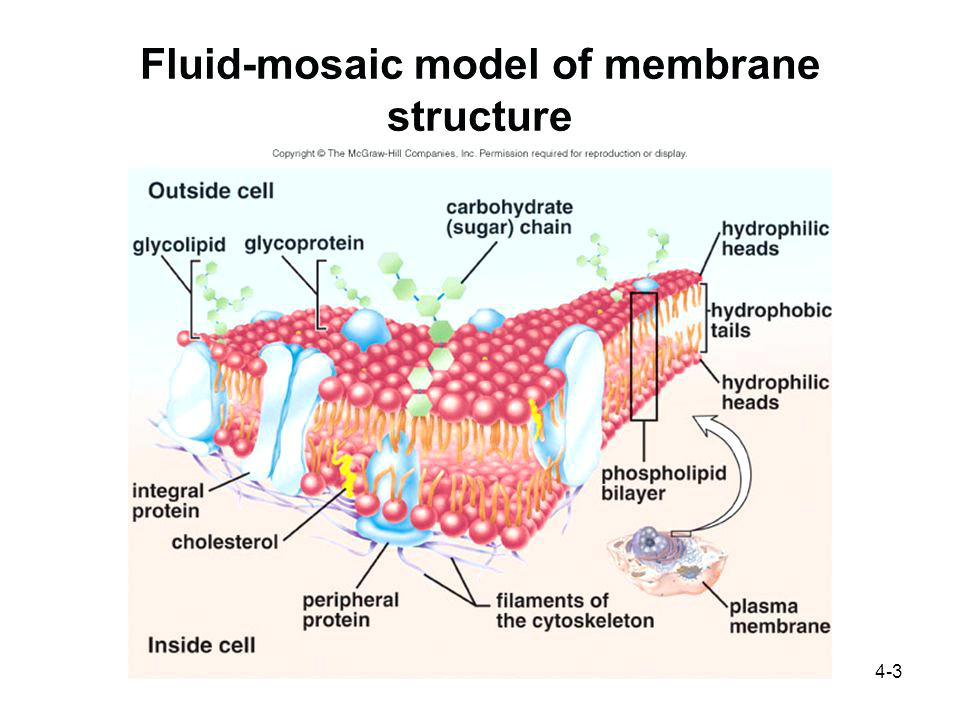 Fluid-mosaic model of membrane
structure
Copyright © The McGraw-Hill Companies, Inc. Permission required for reproduction or display.
Outside cell
glycolipid
glycoprotein
carbohydrate
(sugar) chain
hydrophilic
heads
hydrophobic
tails
hydrophilic
heads
phospholipid
bilayer
integral
protein
cholesterol
peripheral
protein
filaments of
the cytoskeleton
plasma
membrane
Inside cell
4-3